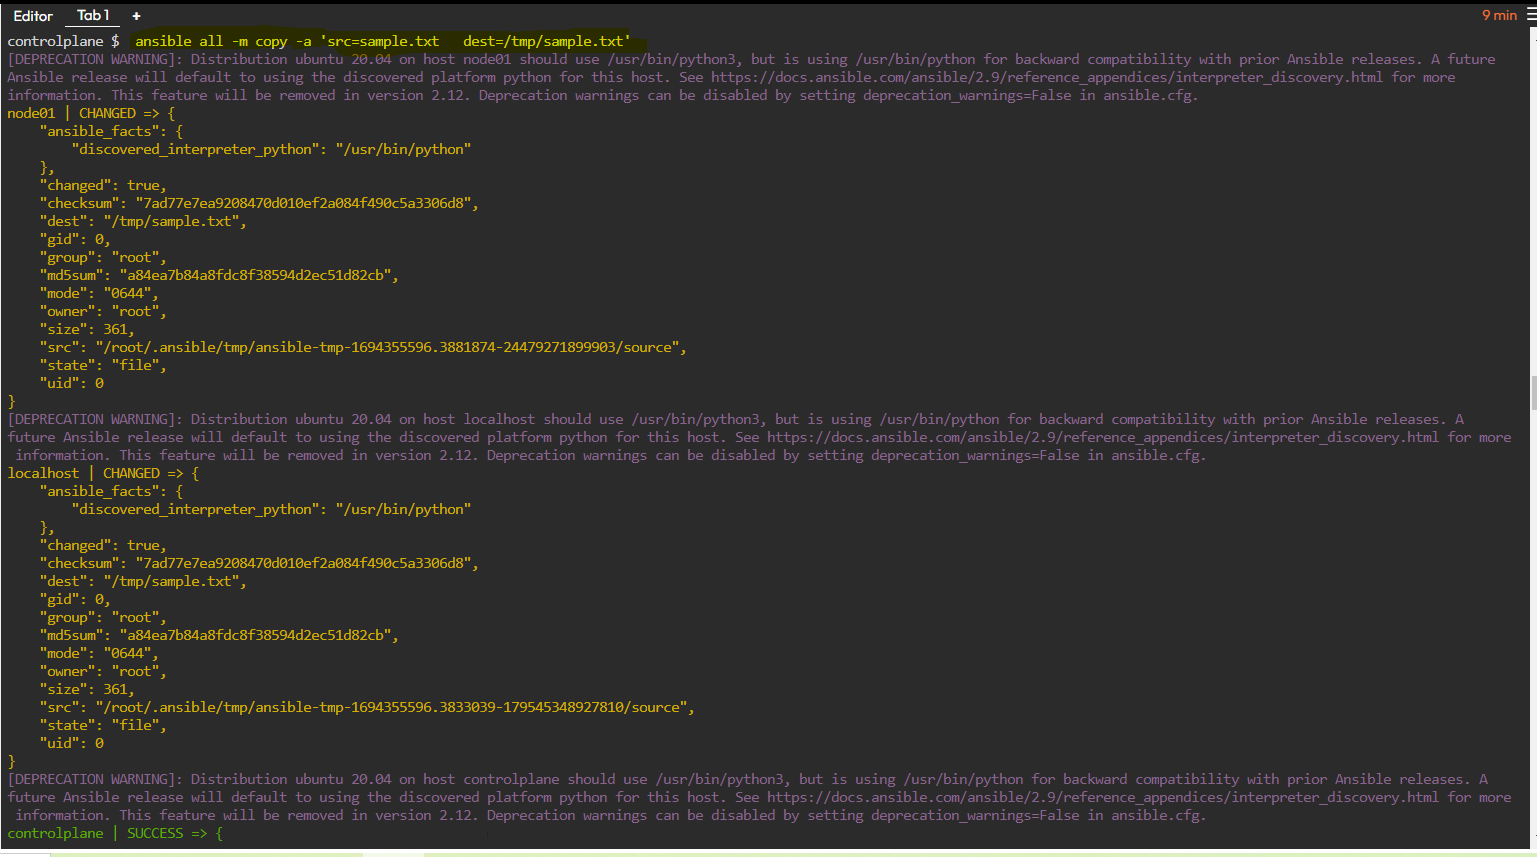 Editor Tab 1 + 9 min
controlplane $ ansible all -m copy -a 'src=sample.txt   dest=/tmp/sample.txt'
[DEPRECATION WARNING]: Distribution ubuntu 20.04 on host node01 should use /usr/bin/python3, but is using /usr/bin/python for backward compatibility with prior Ansible releases. A future
Ansible release will default to using the discovered platform python for this host. See https://docs.ansible.com/ansible/2.9/reference_appendices/interpreter_discovery.html for more
information. This feature will be removed in version 2.12. Deprecation warnings can be disabled by setting deprecation_warnings=False in ansible.cfg.
node01 | CHANGED => {
    "ansible_facts": {
        "discovered_interpreter_python": "/usr/bin/python"
    },
    "changed": true,
    "checksum": "7ad77e7ea9208470d010ef2a084f490c5a3306d8",
    "dest": "/tmp/sample.txt",
    "gid": 0,
    "group": "root",
    "md5sum": "a84ea7b84a8fdc8f38594d2ec51d82cb",
    "mode": "0644",
    "owner": "root",
    "size": 361,
    "src": "/root/.ansible/tmp/ansible-tmp-1694355596.3881874-24479271899903/source",
    "state": "file",
    "uid": 0
}
[DEPRECATION WARNING]: Distribution ubuntu 20.04 on host localhost should use /usr/bin/python3, but is using /usr/bin/python for backward compatibility with prior Ansible releases. A
future Ansible release will default to using the discovered platform python for this host. See https://docs.ansible.com/ansible/2.9/reference_appendices/interpreter_discovery.html for more
 information. This feature will be removed in version 2.12. Deprecation warnings can be disabled by setting deprecation_warnings=False in ansible.cfg.
localhost | CHANGED => {
    "ansible_facts": {
        "discovered_interpreter_python": "/usr/bin/python"
    },
    "changed": true,
    "checksum": "7ad77e7ea9208470d010ef2a084f490c5a3306d8",
    "dest": "/tmp/sample.txt",
    "gid": 0,
    "group": "root",
    "md5sum": "a84ea7b84a8fdc8f38594d2ec51d82cb",
    "mode": "0644",
    "owner": "root",
    "size": 361,
    "src": "/root/.ansible/tmp/ansible-tmp-1694355596.3833039-179545348927810/source",
    "state": "file",
    "uid": 0
}
[DEPRECATION WARNING]: Distribution ubuntu 20.04 on host controlplane should use /usr/bin/python3, but is using /usr/bin/python for backward compatibility with prior Ansible releases. A
future Ansible release will default to using the discovered platform python for this host. See https://docs.ansible.com/ansible/2.9/reference_appendices/interpreter_discovery.html for more
 information. This feature will be removed in version 2.12. Deprecation warnings can be disabled by setting deprecation_warnings=False in ansible.cfg.
controlplane | SUCCESS => {